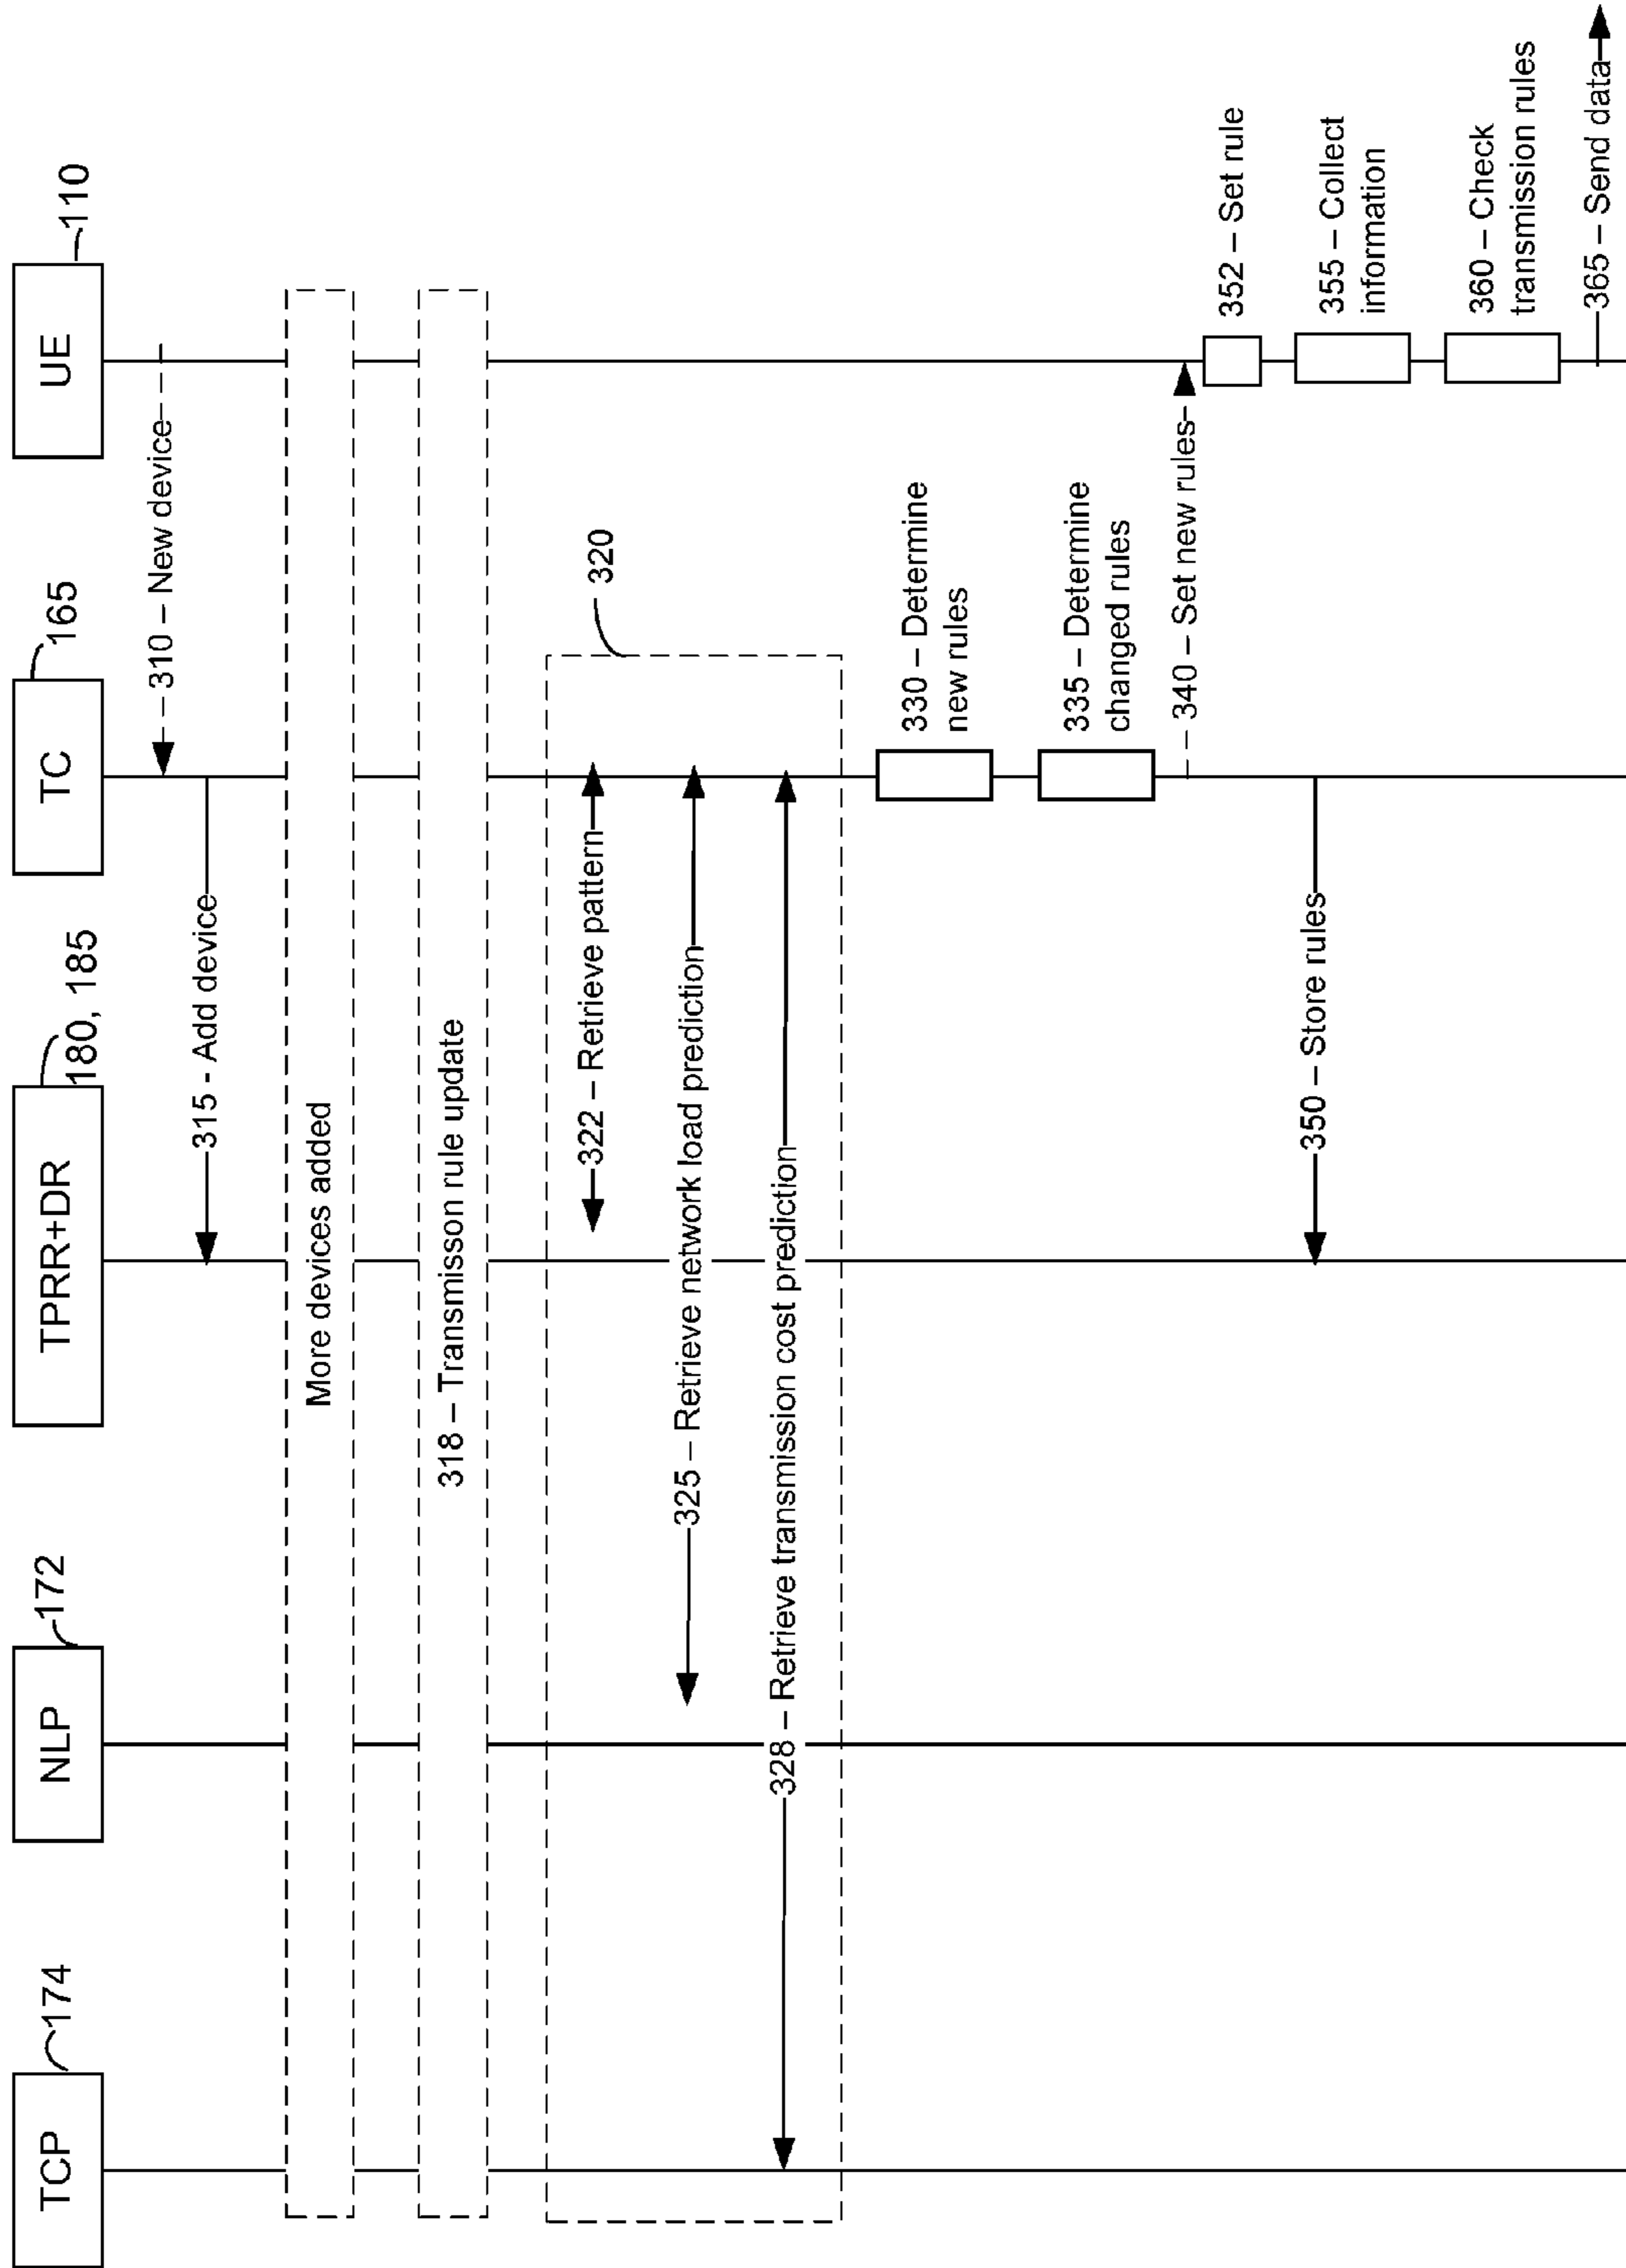 TCP
174
NLP
172
TPRR+DR
180, 185
TC
165
UE
110
310 – New device
315 - Add device
More devices added
318 – Transmisson rule update
320
322 – Retrieve pattern
325 – Retrieve network load prediction
328 – Retrieve transmission cost prediction
330 – Determine
new rules
335 – Determine
changed rules
340 – Set new rules
350 – Store rules
352 – Set rule
355 – Collect
information
360 – Check
transmission rules
365 – Send data